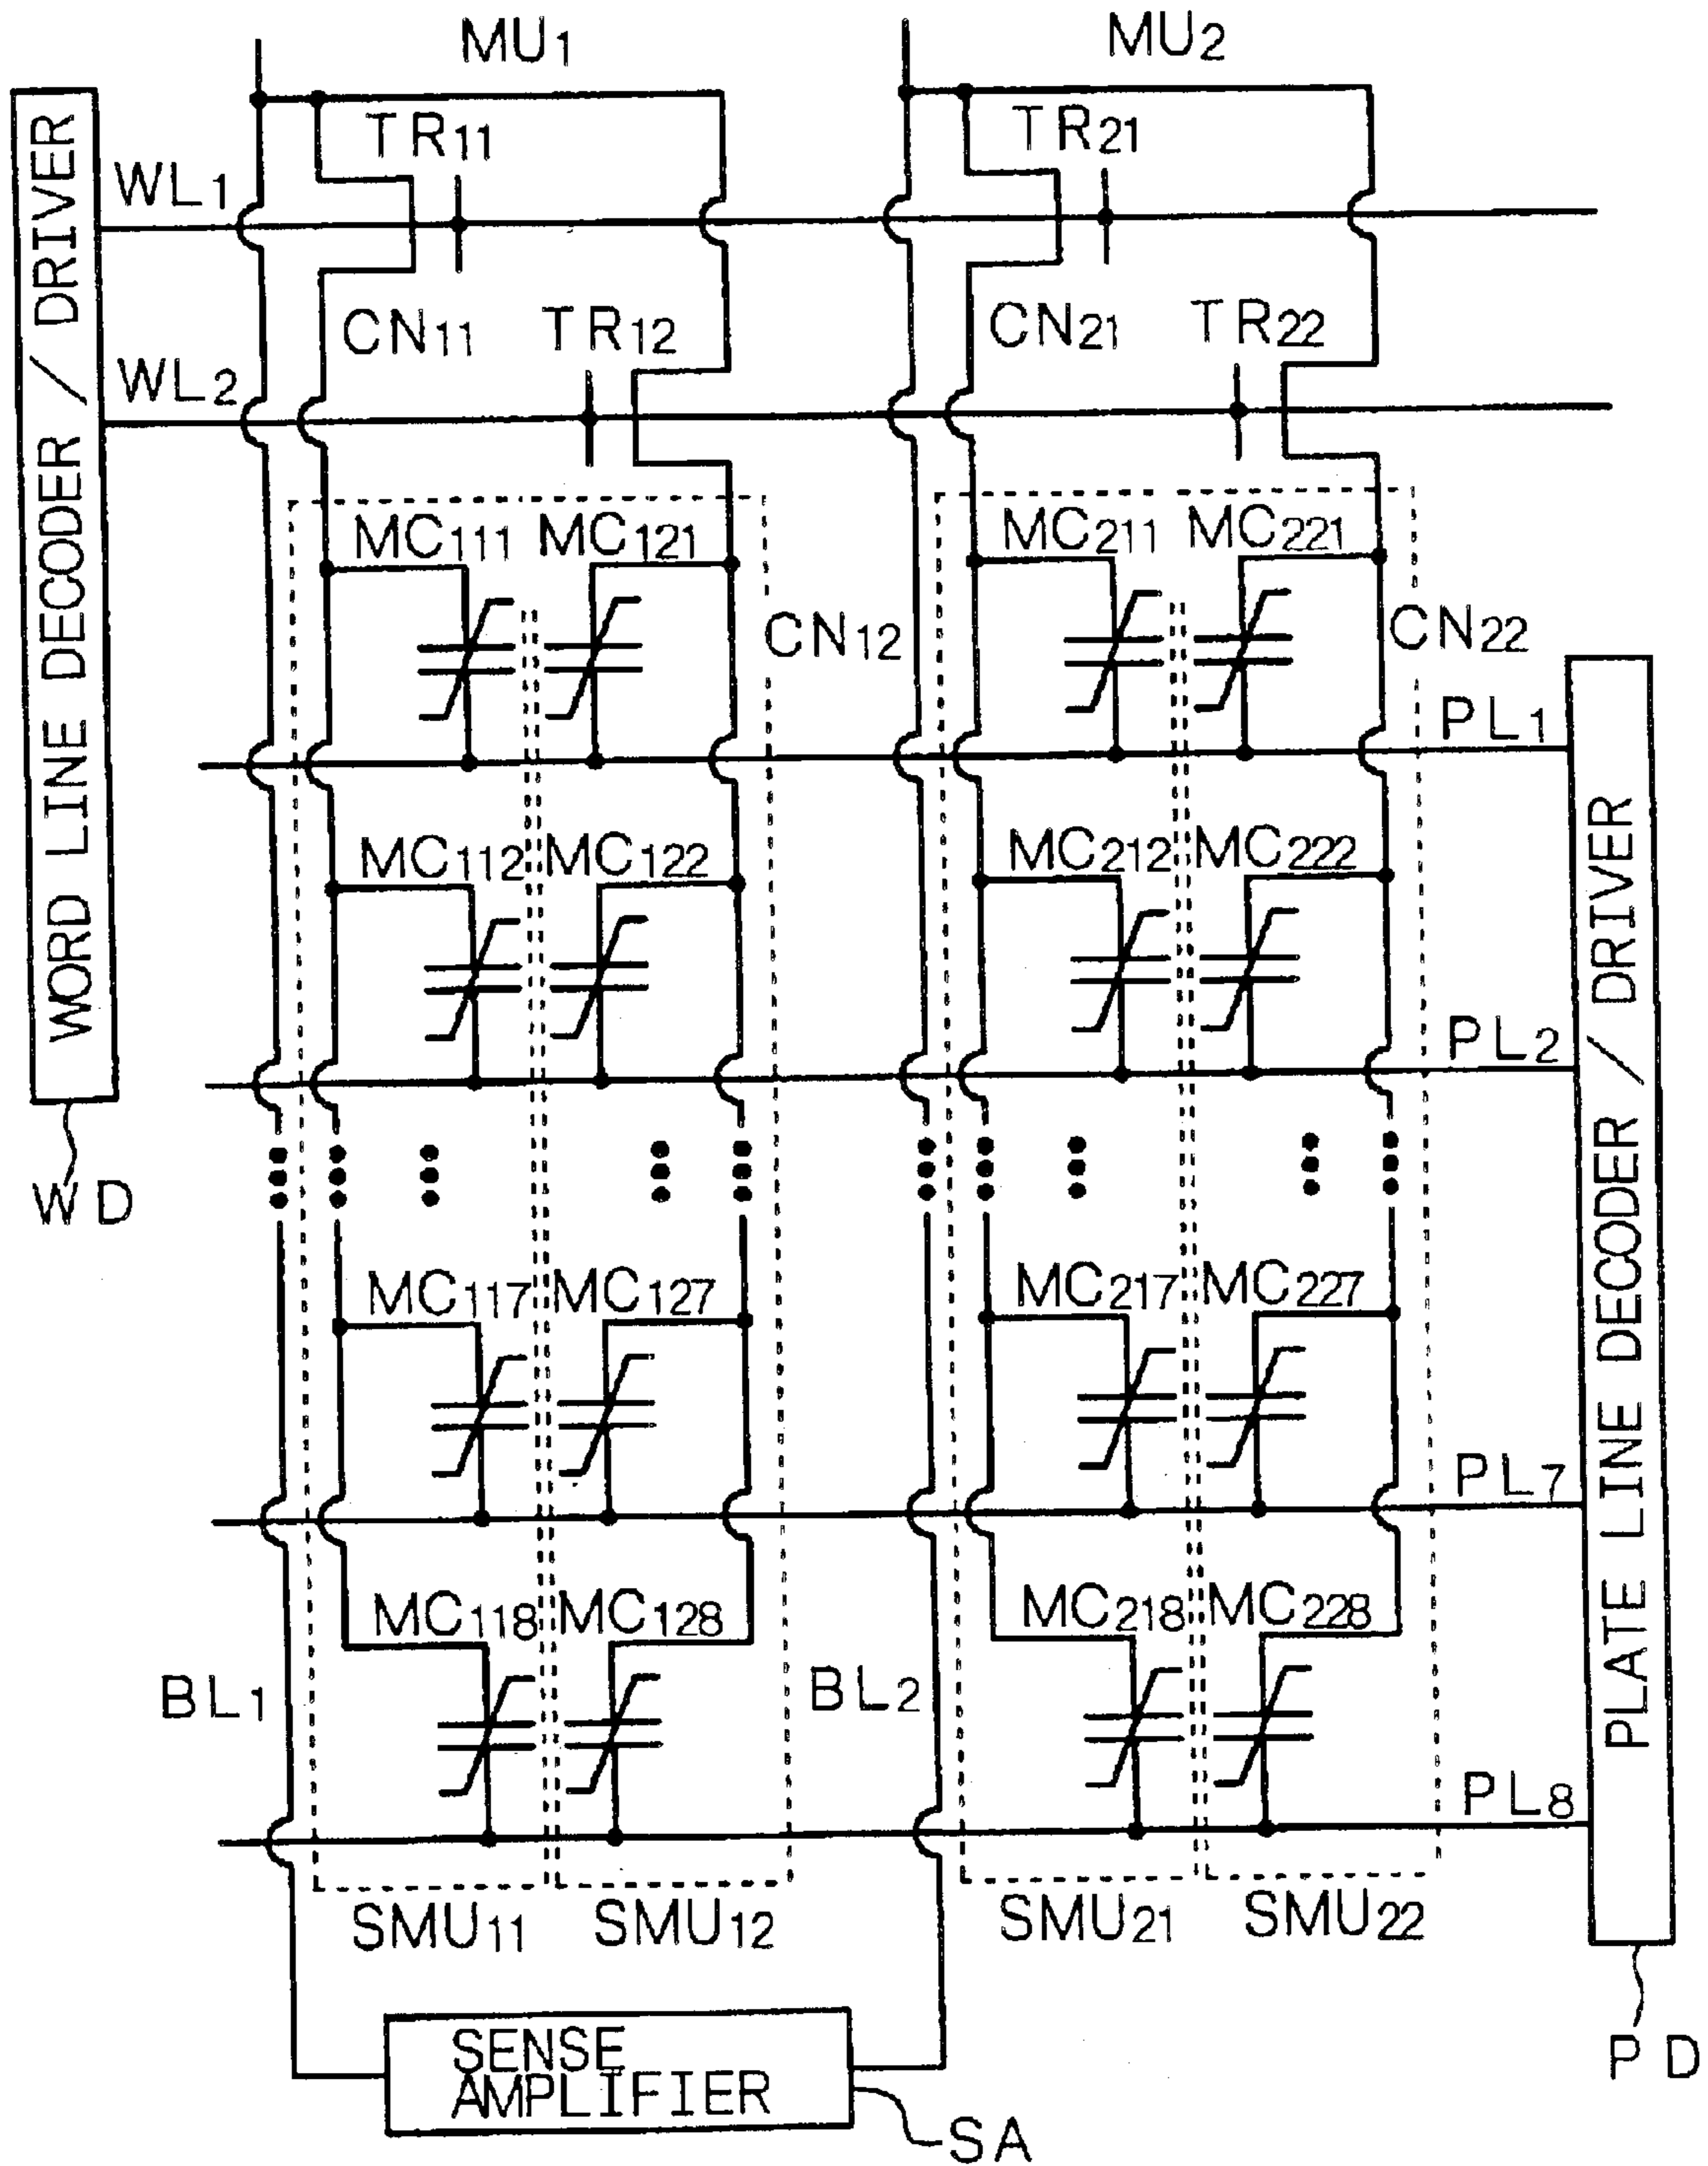 MU1 MU2
TR11 TR21
WL1
CN11 TR12 CN21 TR22
WL2
MC111 MC121 MC211 MC221
CN12 CN22
PL1
MC112 MC122 MC212 MC222
PL2
WORD LINE DECODER / DRIVER
WD
MC117 MC127 MC217 MC227
PL7
MC118 MC128 MC218 MC228
BL1 BL2
PL8
PLATE LINE DECODER / DRIVER
SMU11 SMU12 SMU21 SMU22
PD
SENSE
AMPLIFIER
SA